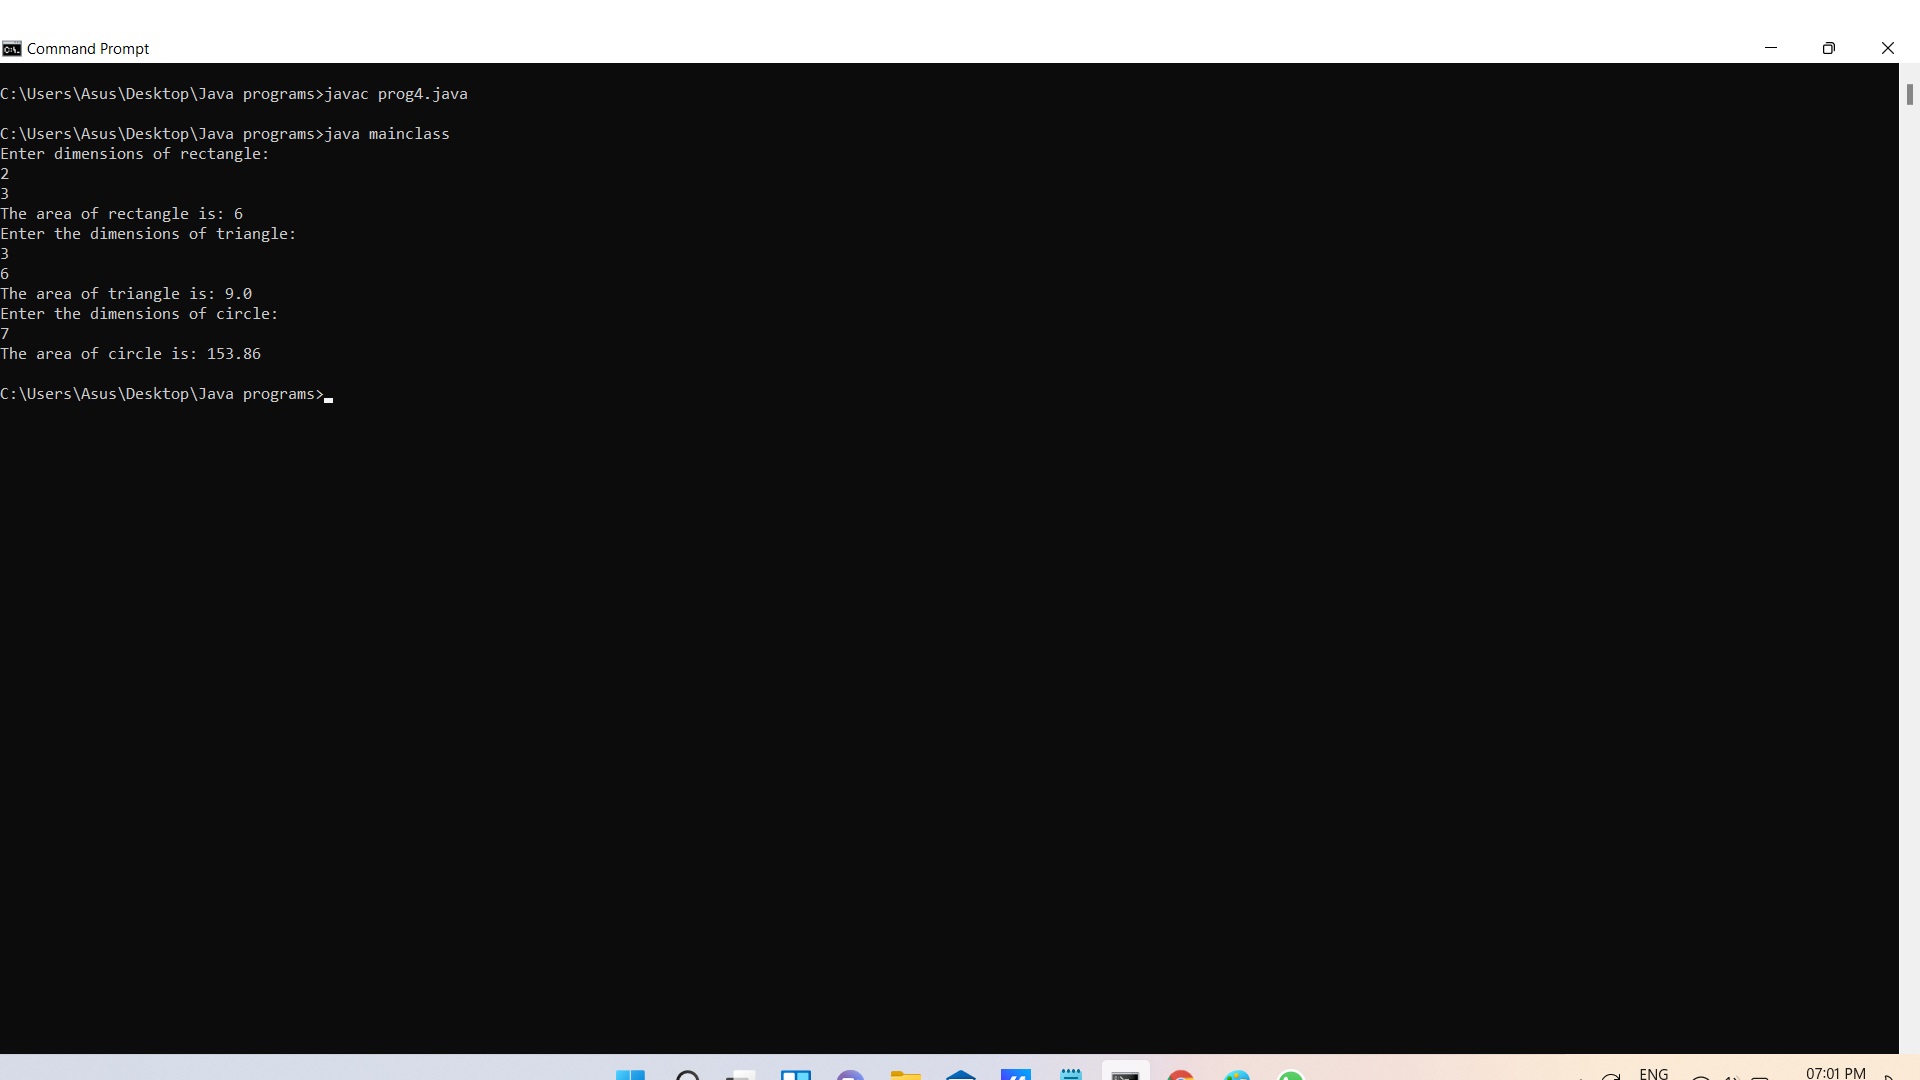 Command Prompt
C:\Users\Asus\Desktop\Java programs>javac prog4.java
C:\Users\Asus\Desktop\Java programs>java mainclass
Enter dimensions of rectangle:
2
3
The area of rectangle is: 6
Enter the dimensions of triangle:
3
6
The area of triangle is: 9.0
Enter the dimensions of circle:
7
The area of circle is: 153.86
C:\Users\Asus\Desktop\Java programs>
ENG
07:01 PM